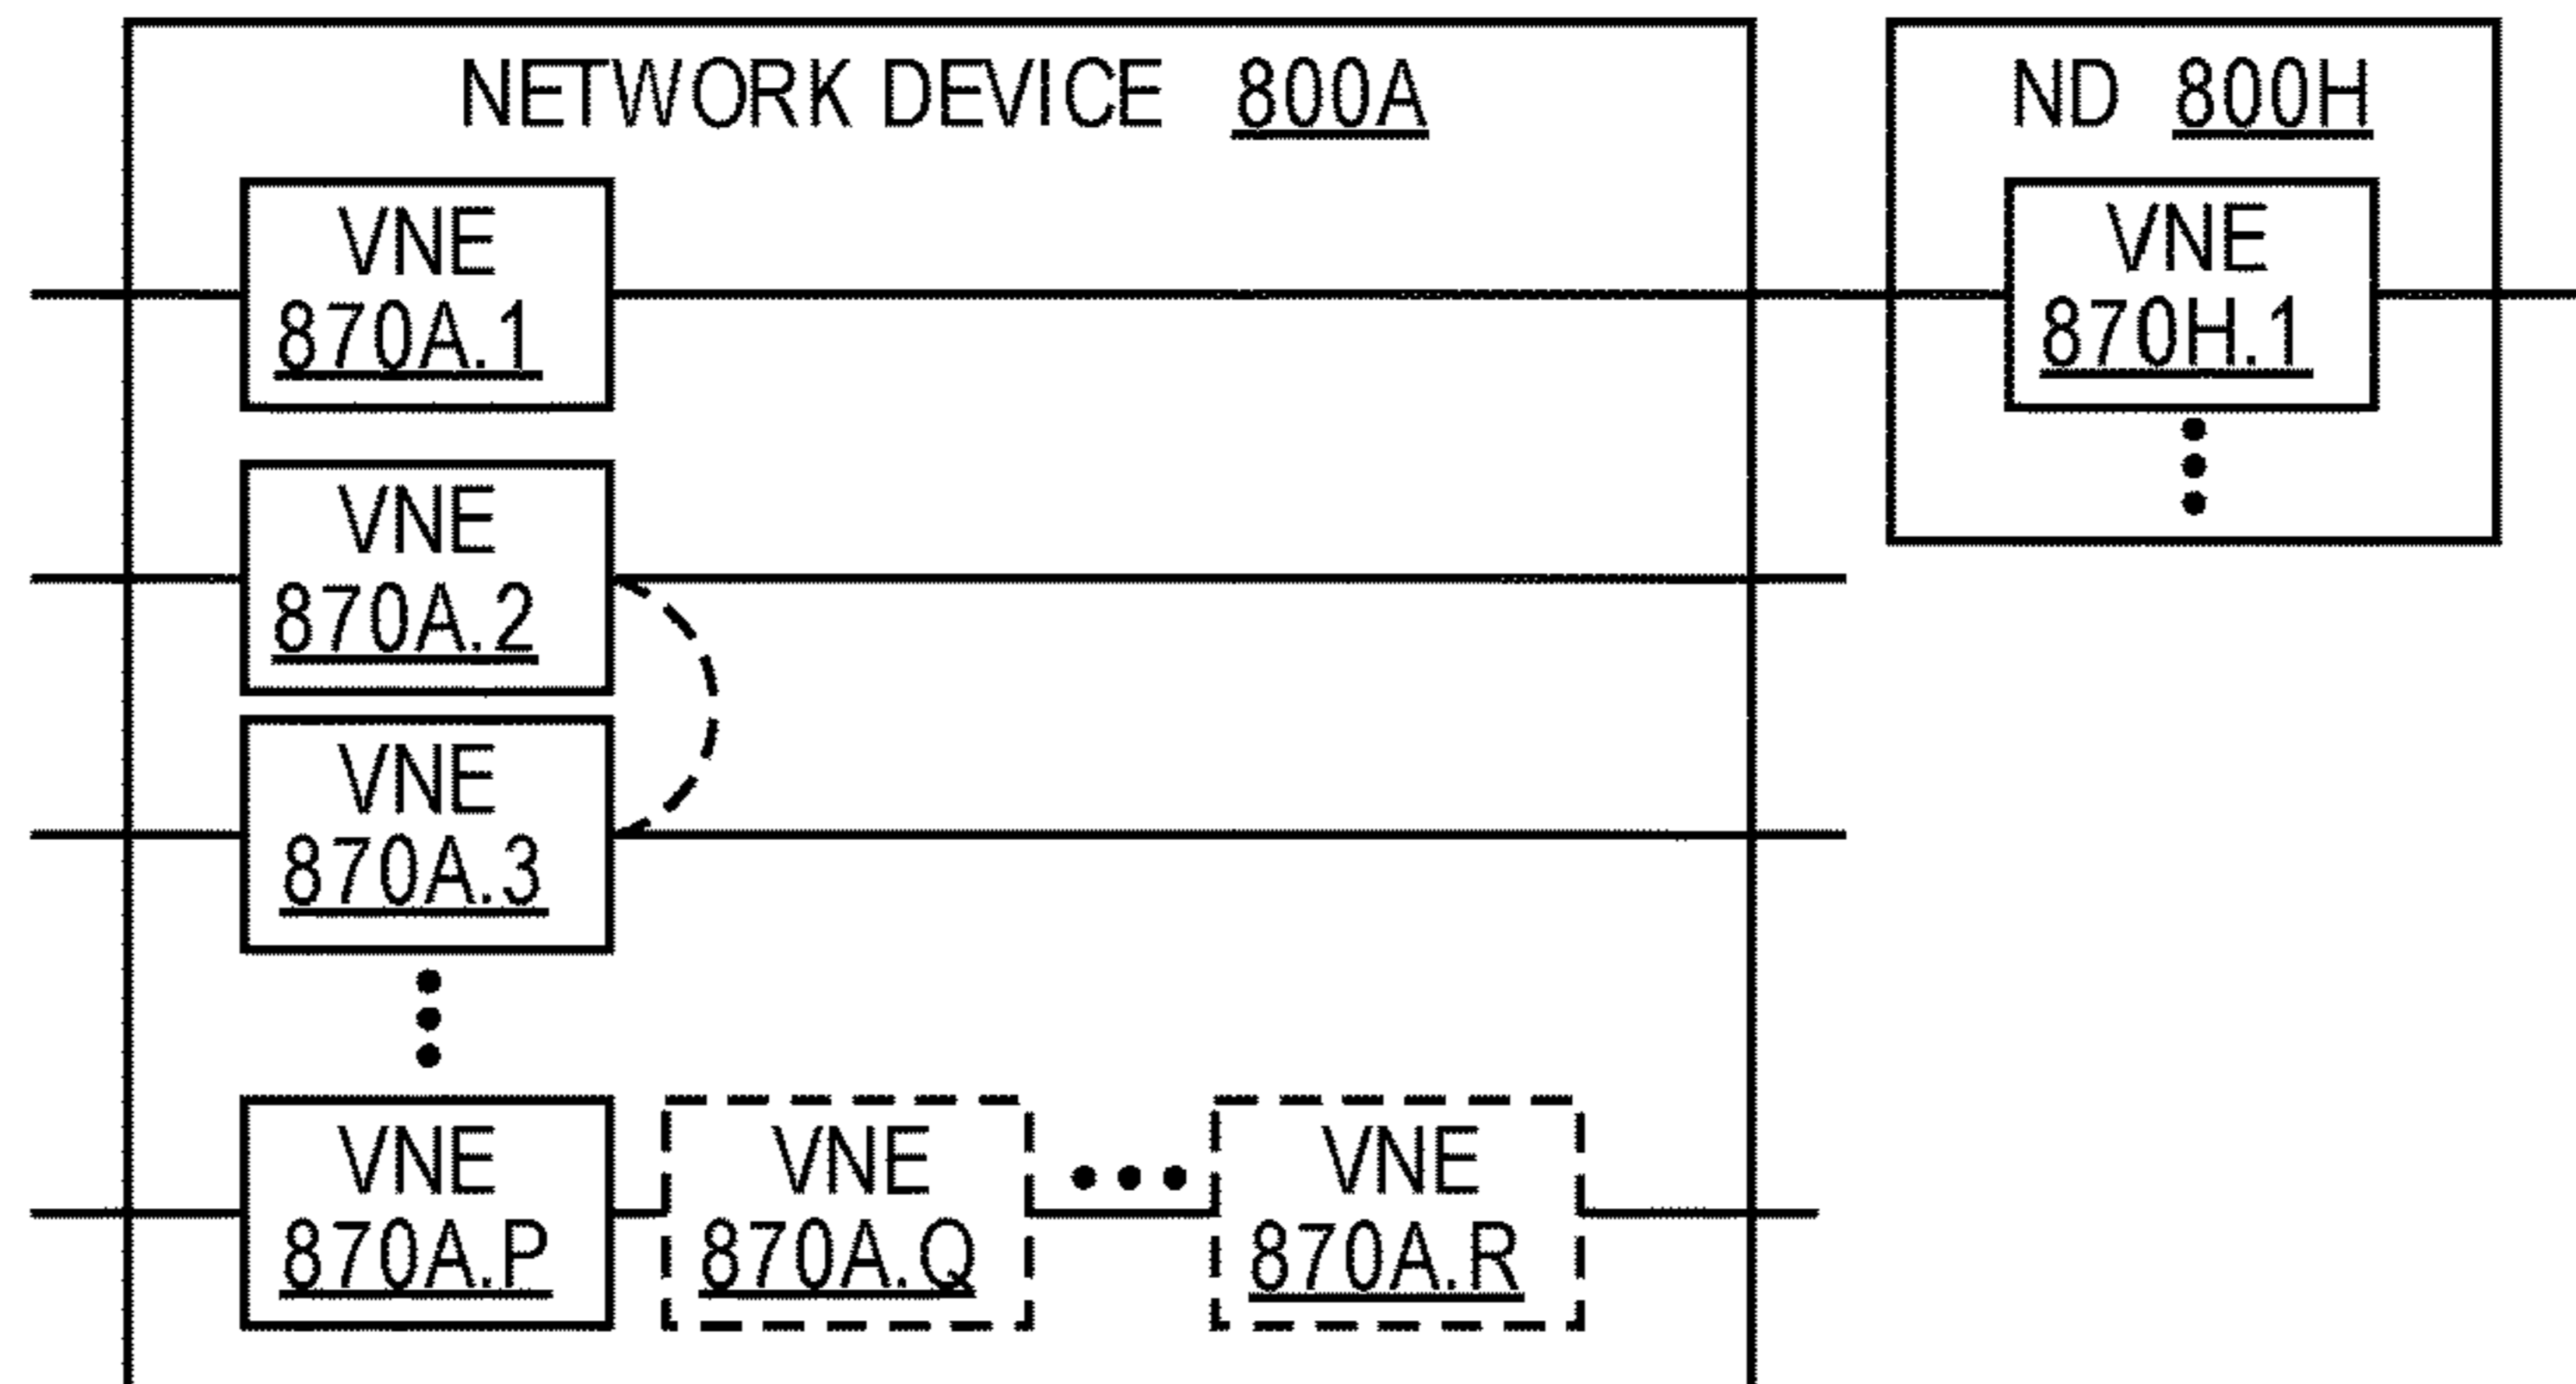 NETWORK DEVICE 800A
ND 800H
VNE
870A.1
VNE
870H.1
VNE
870A.2
VNE
870A.3
VNE
870A.P
VNE
870A.Q
VNE
870A.R